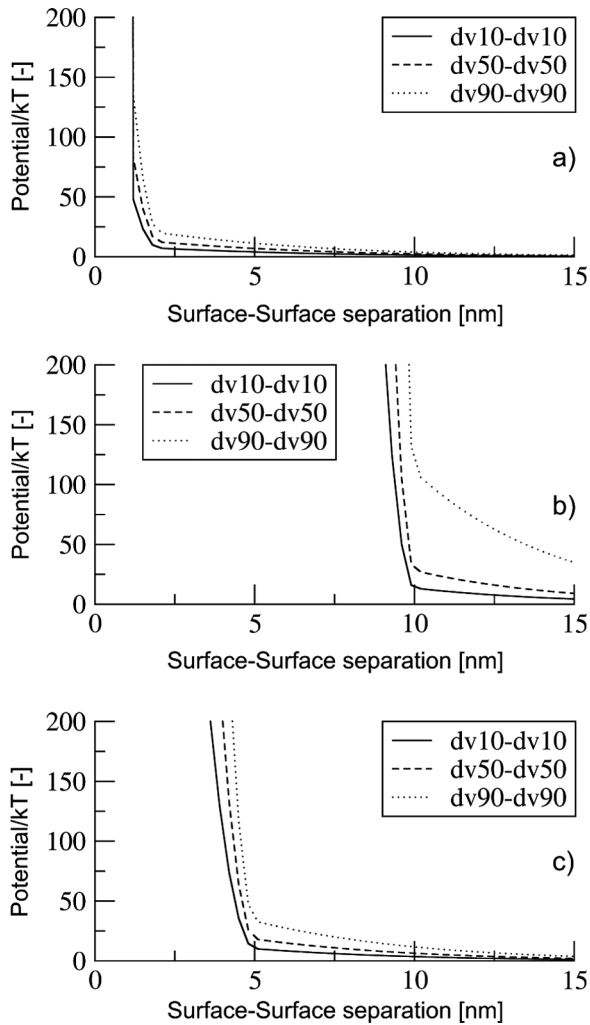 200
150
100
50
0
Potential/kT [-]
dv10-dv10
dv50-dv50
dv90-dv90
a)
0 5 10 15
Surface-Surface separation [nm]
200
150
100
50
0
Potential/kT [-]
dv10-dv10
dv50-dv50
dv90-dv90
b)
0 5 10 15
Surface-Surface separation [nm]
200
150
100
50
0
Potential/kT [-]
dv10-dv10
dv50-dv50
dv90-dv90
c)
0 5 10 15
Surface-Surface separation [nm]